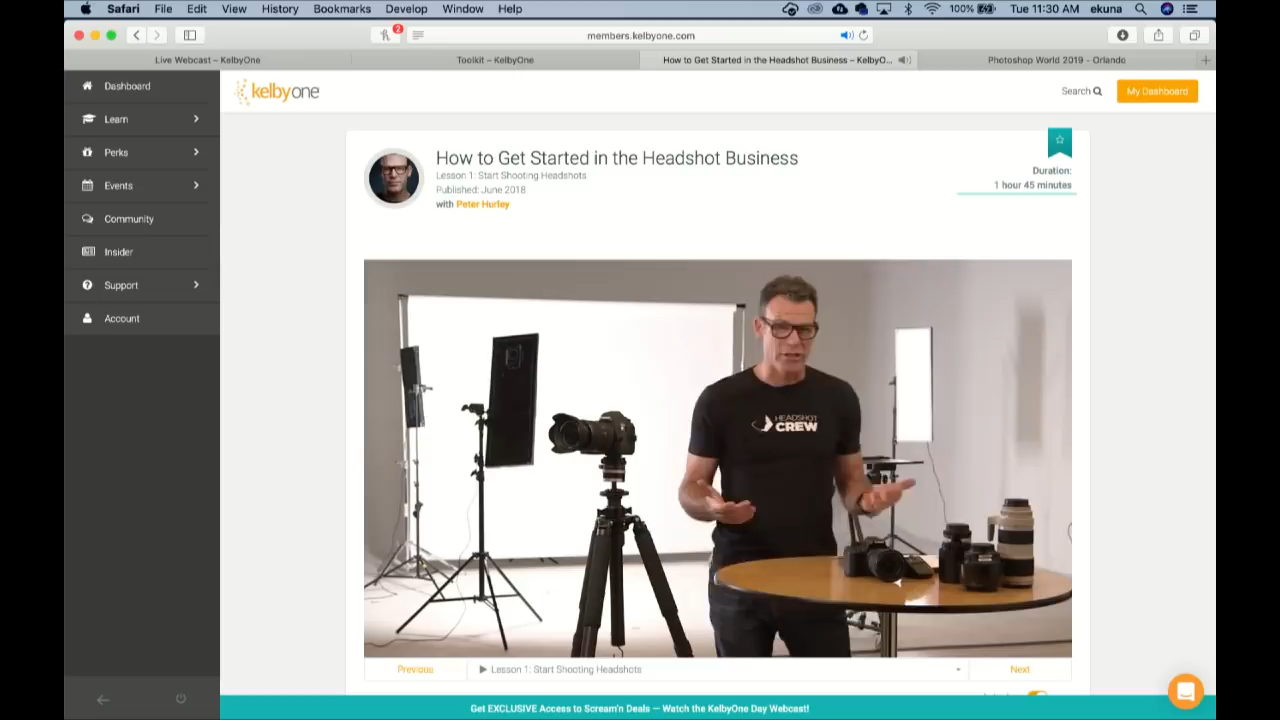 Safari File Edit View History Bookmarks Develop Window Help 100% Tue 11:30 AM ekuna
2
members.kelbyone.com
Live Webcast – KelbyOne
Toolkit – KelbyOne
How to Get Started in the Headshot Business – KelbyO...
Photoshop World 2019 - Orlando
Dashboard
Learn
Perks
Events
Community
Insider
Support
Account
kelbyone
Search
My Dashboard
How to Get Started in the Headshot Business
Lesson 1: Start Shooting Headshots
Published: June 2018
with Peter Hurley
Duration:
1 hour 45 minutes
HEADSHOT
CREW
Previous
Lesson 1: Start Shooting Headshots
Next
Get EXCLUSIVE Access to Scream'n Deals — Watch the KelbyOne Day Webcast!